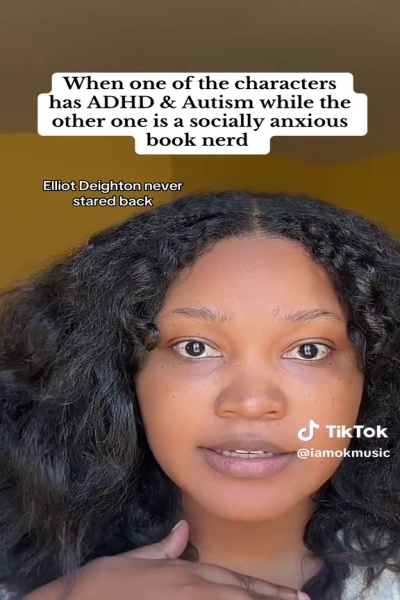 When one of the characters
has ADHD & Autism while the
other one is a socially anxious
book nerd
Elliot Deighton never
stared back
TikTok
@iamokmusic